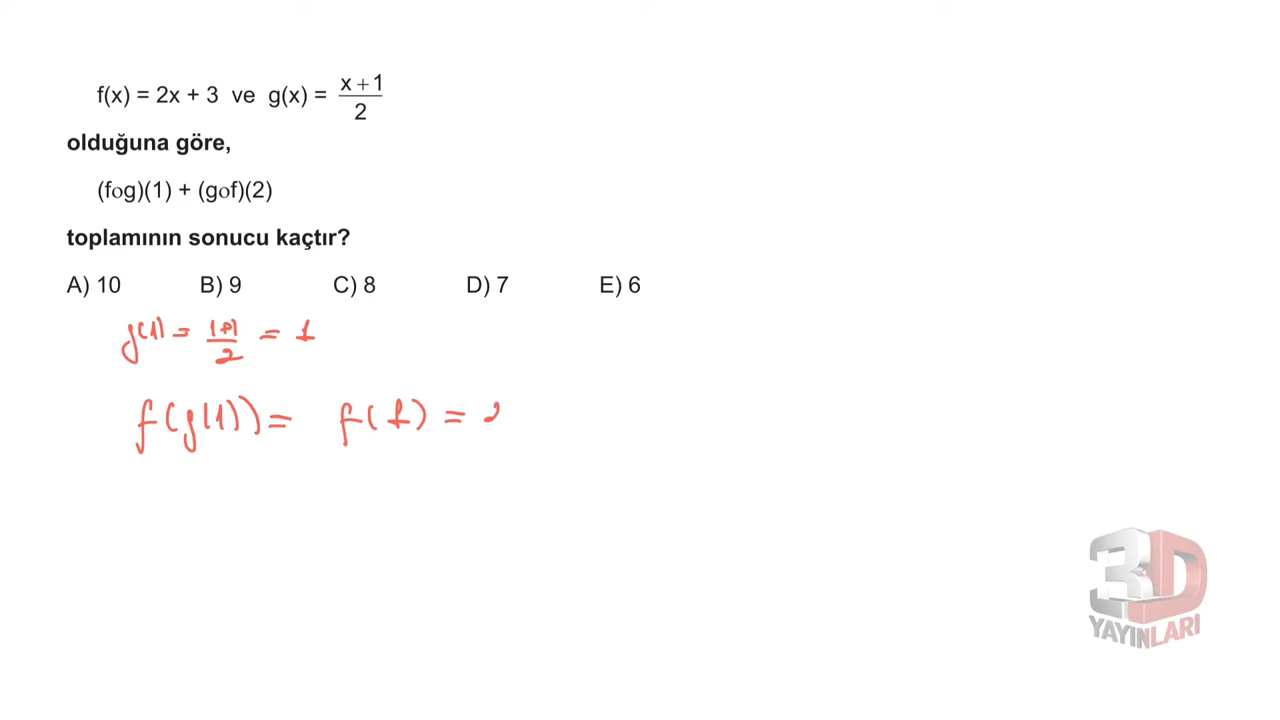 f(x) = 2x + 3 ve g(x) = x+1/2
olduğuna göre,
(fog)(1) + (gof)(2)
toplamının sonucu kaçtır?
A) 10 B) 9 C) 8 D) 7 E) 6
g(1) = 1+1/2 = 1
f(g(1)) = f(1) = 2
3D
YAYINLARI